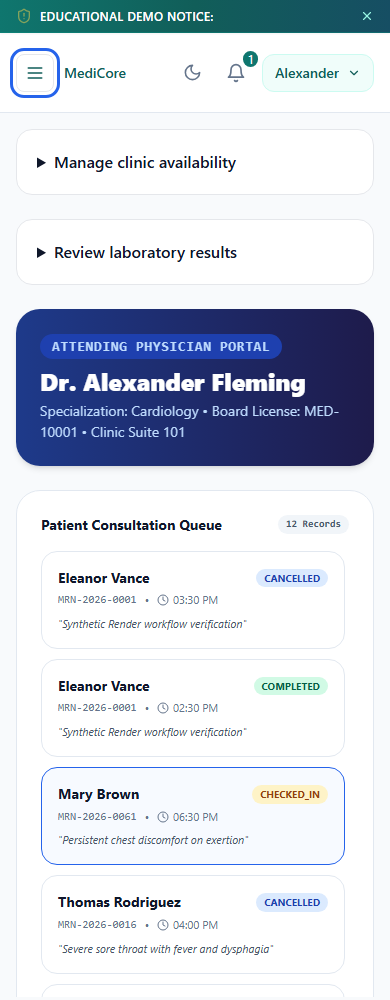 EDUCATIONAL DEMO NOTICE:
MediCore
1
Alexander
Manage clinic availability
Review laboratory results
ATTENDING PHYSICIAN PORTAL
Dr. Alexander Fleming
Specialization: Cardiology • Board License: MED-
10001 • Clinic Suite 101
Patient Consultation Queue
12 Records
Eleanor Vance
CANCELLED
MRN-2026-0001 • 03:30 PM
"Synthetic Render workflow verification"
Eleanor Vance
COMPLETED
MRN-2026-0001 • 02:30 PM
"Synthetic Render workflow verification"
Mary Brown
CHECKED_IN
MRN-2026-0061 • 06:30 PM
"Persistent chest discomfort on exertion"
Thomas Rodriguez
CANCELLED
MRN-2026-0016 • 04:00 PM
"Severe sore throat with fever and dysphagia"